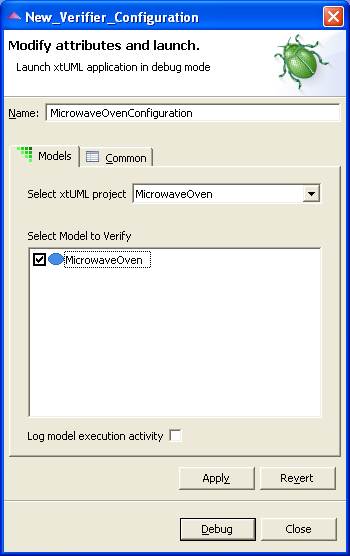 New_Verifier_Configuration
Modify attributes and launch.
Launch xtUML application in debug mode
Name: MicrowaveOvenConfiguration
Models Common
Select xtUML project MicrowaveOven
Select Model to Verify
MicrowaveOven
Log model execution activity
Apply Revert
Debug Close